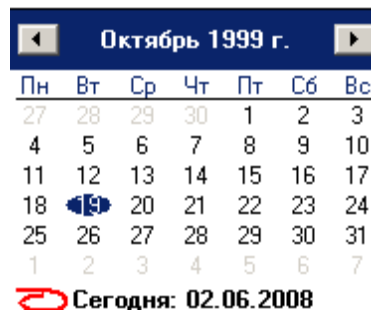 Октябрь 1999 г.
Пн Вт Ср Чт Пт Сб Вс
27 28 29 30 1 2 3
4 5 6 7 8 9 10
11 12 13 14 15 16 17
18 19 20 21 22 23 24
25 26 27 28 29 30 31
1 2 3 4 5 6 7
Сегодня: 02.06.2008